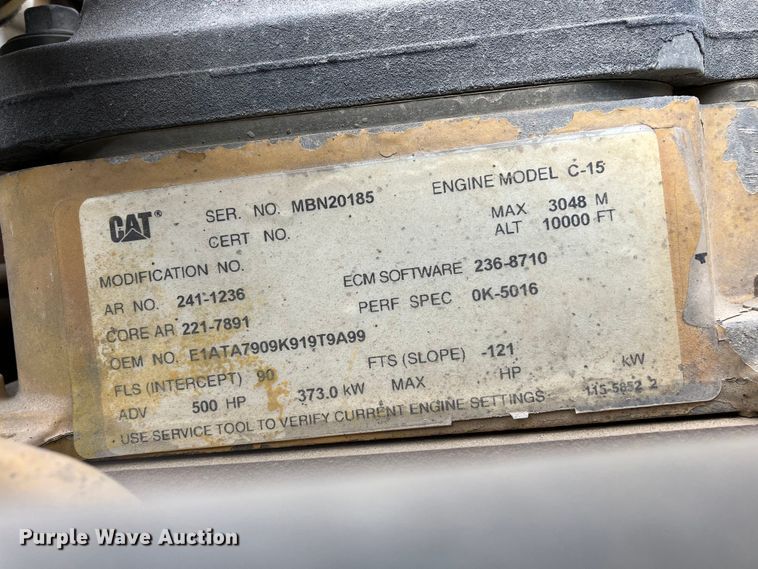 CAT® SER. NO. MBN20185 ENGINE MODEL C-15
CERT NO. MAX 3048 M
ALT 10000 FT
MODIFICATION NO. ECM SOFTWARE 236-8710
AR NO. 241-1236 PERF SPEC 0K-5016
CORE AR 221-7891
OEM NO. E1ATA7909K919T9A99
FLS (INTERCEPT) 90 FTS (SLOPE) -121
ADV 500 HP 373.0 kW MAX HP kW
USE SERVICE TOOL TO VERIFY CURRENT ENGINE SETTINGS 115-5852 2
Purple Wave Auction